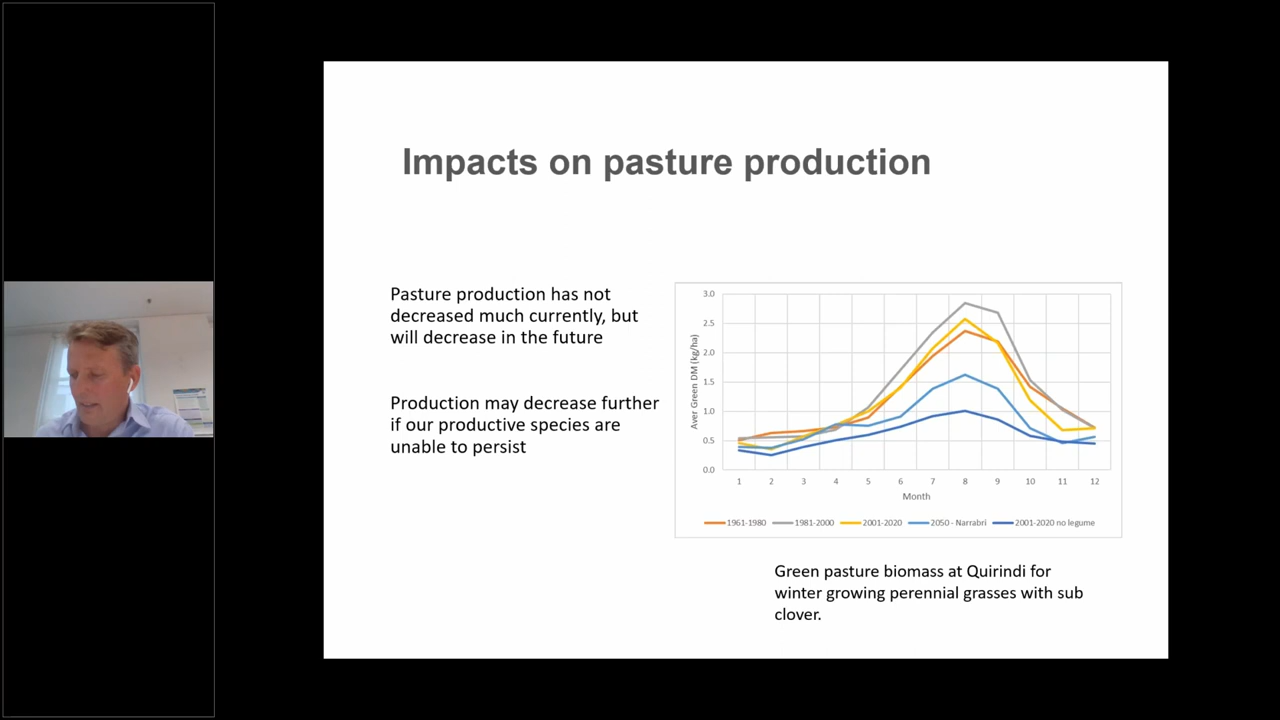 Impacts on pasture production
Pasture production has not
decreased much currently, but
will decrease in the future
Production may decrease further
if our productive species are
unable to persist
3.0
2.5
2.0
1.5
1.0
0.5
0.0
Aver Green DM (kg/ha)
1 2 3 4 5 6 7 8 9 10 11 12
Month
1961-1980 1981-2000 2001-2020 2050 - Narrabri 2001-2020 no legume
Green pasture biomass at Quirindi for
winter growing perennial grasses with sub
clover.